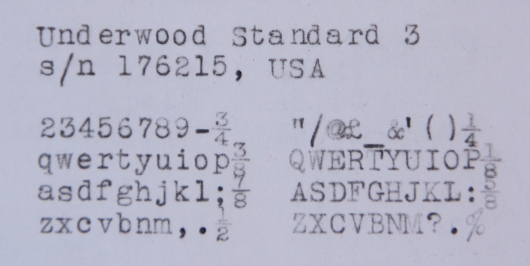 Underwood Standard 3
s/n 176215, USA
23456789-¾ "/@£_&'()¼
qwertyuiop⅜ QWERTYUIOP⅛
asdfghjkl;⅞ ASDFGHJKL:⅝
zxcvbnm,.½ ZXCVBNM?.%